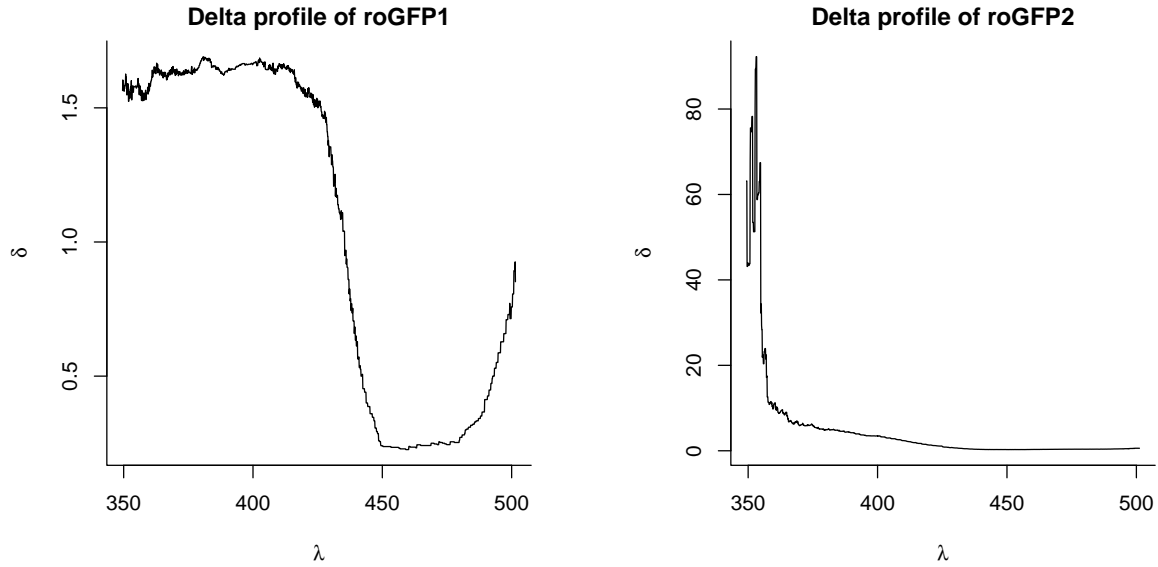 Delta profile of roGFP1
δ
1.5
1.0
0.5
350 400 450 500
λ
Delta profile of roGFP2
δ
80
60
40
20
0
350 400 450 500
λ